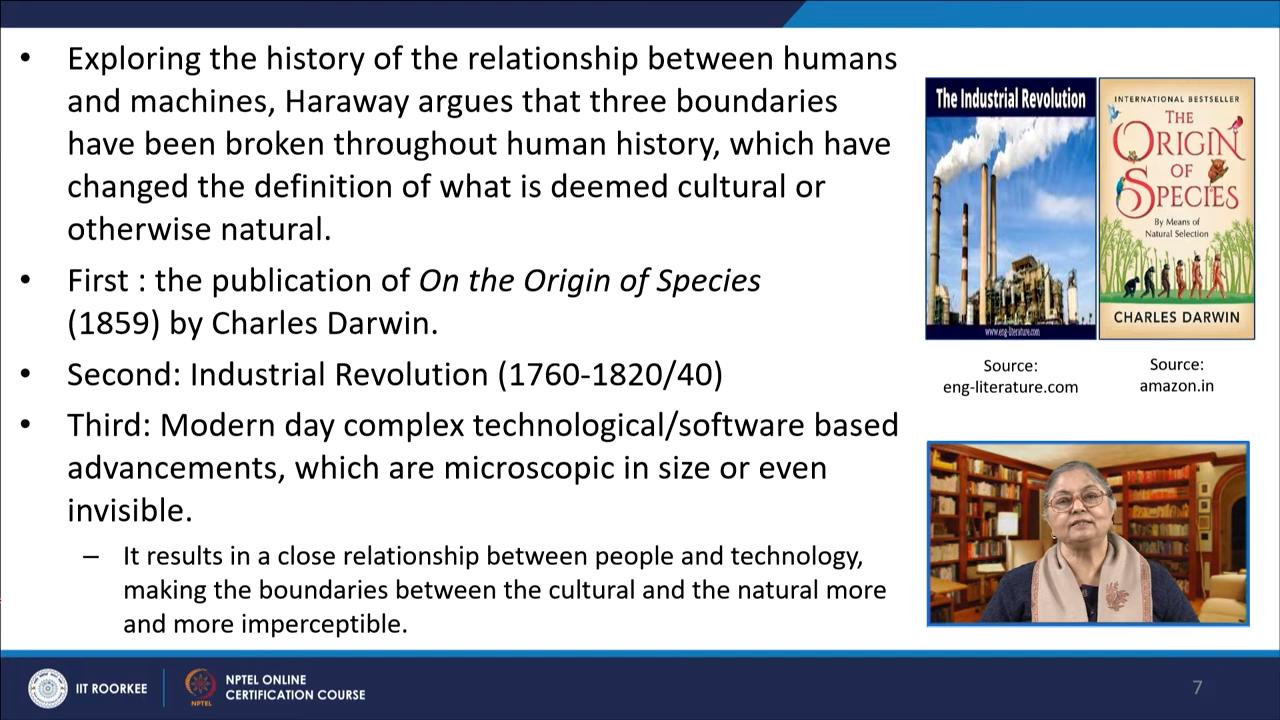 • Exploring the history of the relationship between humans
and machines, Haraway argues that three boundaries
have been broken throughout human history, which have
changed the definition of what is deemed cultural or
otherwise natural.
• First : the publication of On the Origin of Species
(1859) by Charles Darwin.
• Second: Industrial Revolution (1760-1820/40)
• Third: Modern day complex technological/software based
advancements, which are microscopic in size or even
invisible.
– It results in a close relationship between people and technology,
making the boundaries between the cultural and the natural more
and more imperceptible.
The Industrial Revolution
www.eng-literature.com
INTERNATIONAL BESTSELLER
THE
ORIGIN
OF
SPECIES
By Means of
Natural Selection
CHARLES DARWIN
Source:
eng-literature.com
Source:
amazon.in
IIT ROORKEE
NPTEL
NPTEL ONLINE
CERTIFICATION COURSE
7